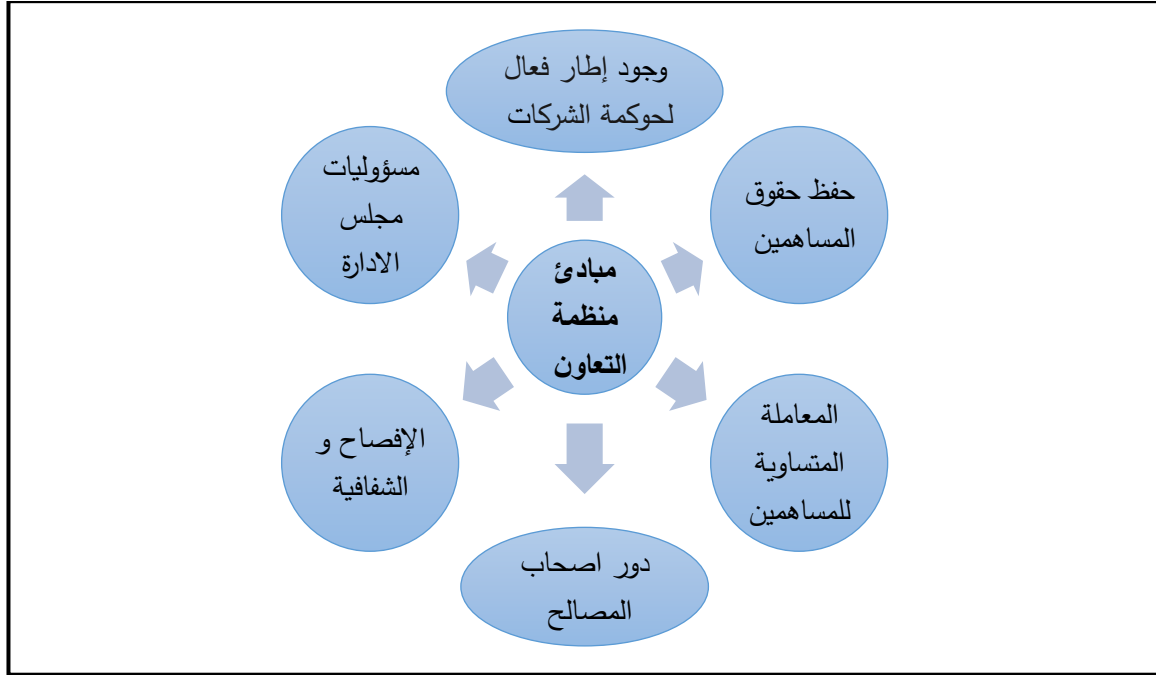 وجود إطار فعال
لحوكمة الشركات
حفظ حقوق
المساهمين
المعاملة
المتساوية
للمساهمين
دور اصحاب
المصالح
الإفصاح و
الشفافية
مسؤوليات
مجلس
الادارة
مبادئ
منظمة
التعاون